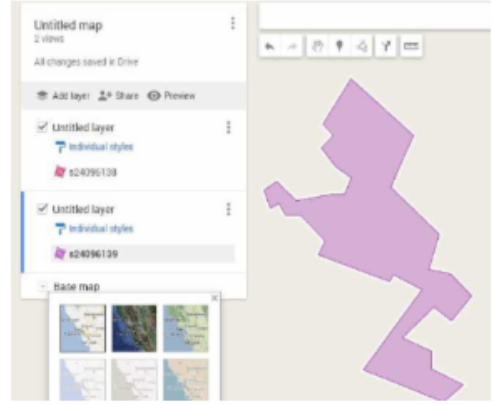 Untitled map
2 views
All changes saved in Drive
Add layer Share Preview
Untitled layer
Individual styles
s24096138
Untitled layer
Individual styles
s24096139
Base map